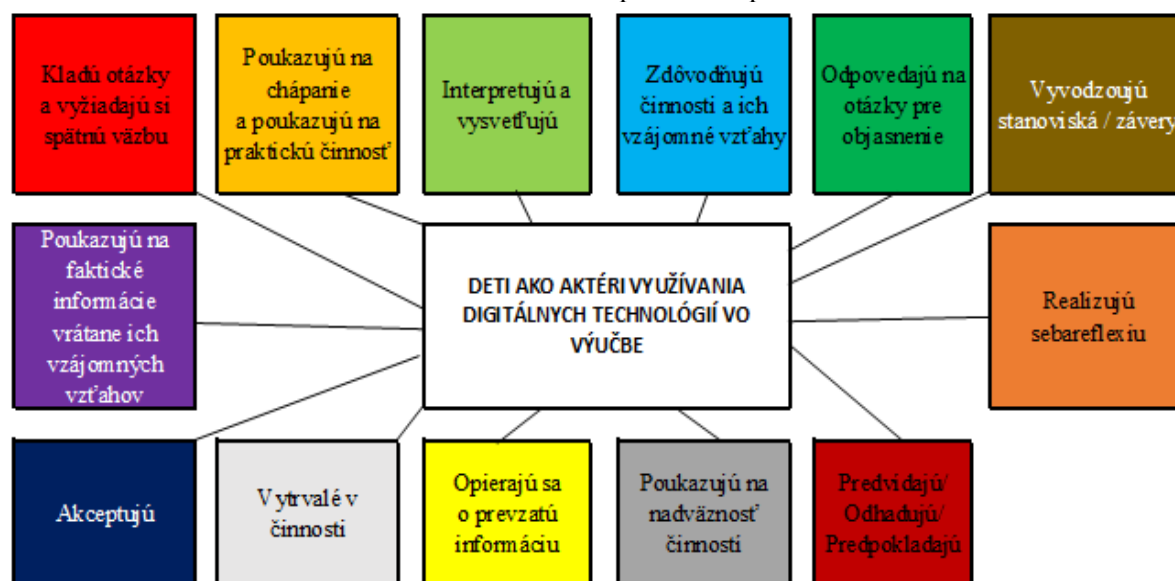 Kladú otázky
a vyžiadajú si
spätnú väzbu
Poukazujú na
chápanie
a poukazujú na
praktickú činnosť
Interpretujú a
vysvetľujú
Zdôvodňujú
činnosti a ich
vzájomné vzťahy
Odpovedajú na
otázky pre
objasnenie
Vyvodzoujú
stanoviská / závery
Poukazujú na
faktické
informácie
vrátane ich
vzájomných
vzťahov
DETI AKO AKTÉRI VYUŽÍVANIA
DIGITÁLNYCH TECHNOLÓGIÍ VO
VÝUČBE
Realizujú
sebareflexiu
Akceptujú
Vytrvalé v
činnosti
Opierajú sa
o prevzatú
informáciu
Poukazujú na
nadväznosť
činností
Predvídajú/
Odhadujú/
Predpokladajú